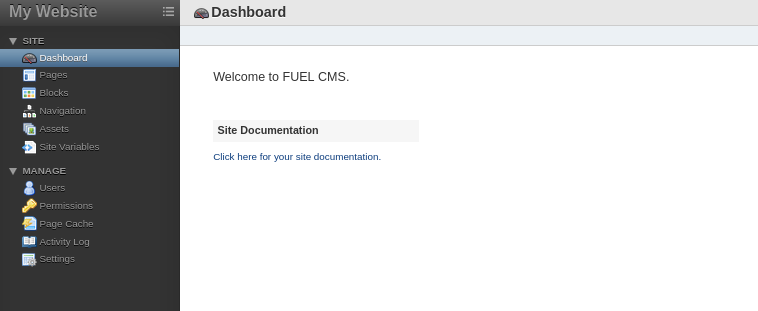 My Website
Dashboard
SITE
Dashboard
Pages
Blocks
Navigation
Assets
Site Variables
MANAGE
Users
Permissions
Page Cache
Activity Log
Settings
Welcome to FUEL CMS.
Site Documentation
Click here for your site documentation.